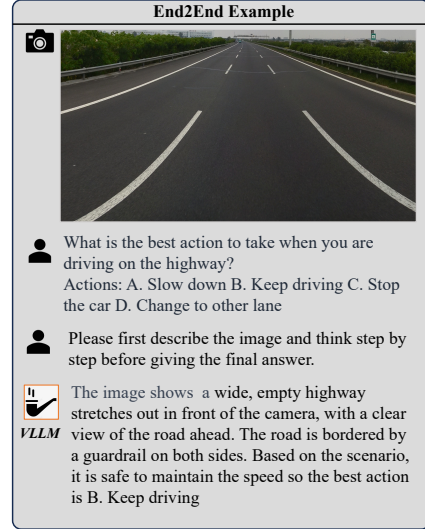 End2End Example
What is the best action to take when you are
driving on the highway?
Actions: A. Slow down B. Keep driving C. Stop
the car D. Change to other lane
Please first describe the image and think step by
step before giving the final answer.
The image shows a wide, empty highway
stretches out in front of the camera, with a clear
VLLM view of the road ahead. The road is bordered by
a guardrail on both sides. Based on the scenario,
it is safe to maintain the speed so the best action
is B. Keep driving